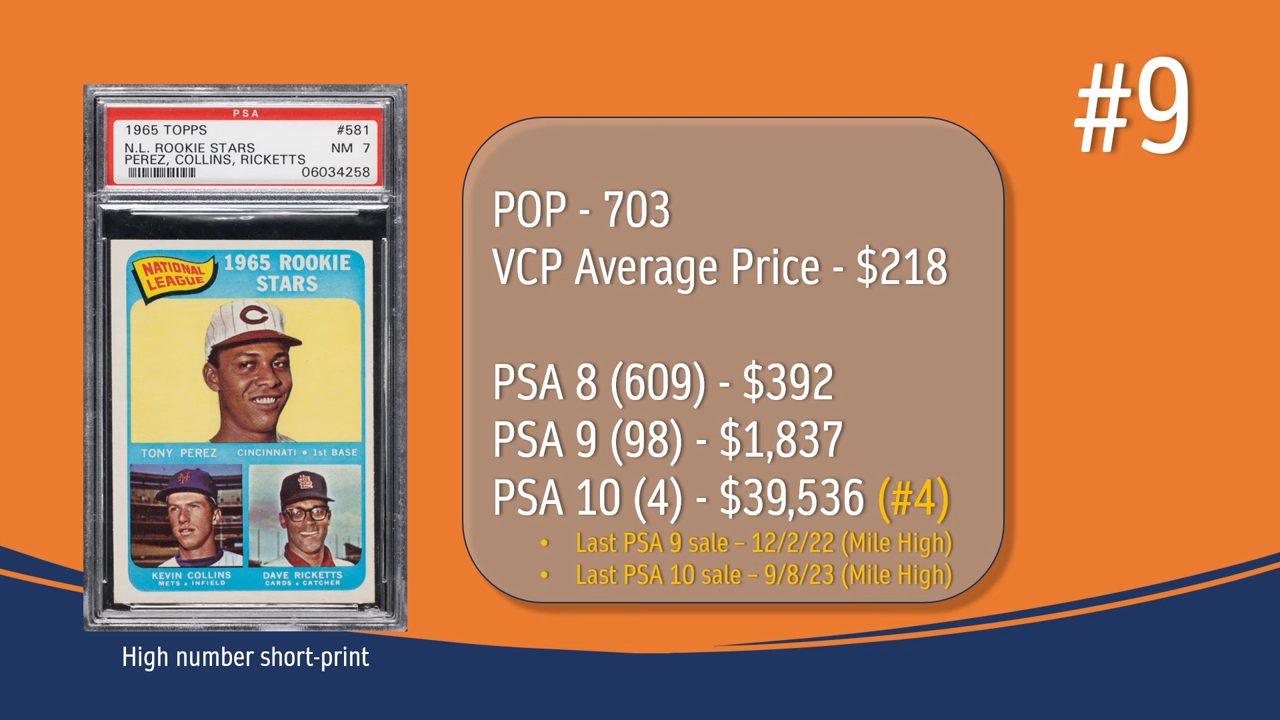 #9
PSA
1965 TOPPS #581
N.L. ROOKIE STARS NM 7
PEREZ, COLLINS, RICKETTS
06034258
NATIONAL
LEAGUE
1965 ROOKIE
STARS
C
TONY PEREZ CINCINNATI • 1st BASE
KEVIN COLLINS
METS • INFIELD
DAVE RICKETTS
CARDS • CATCHER
High number short-print
POP - 703
VCP Average Price - $218
PSA 8 (609) - $392
PSA 9 (98) - $1,837
PSA 10 (4) - $39,536 (#4)
• Last PSA 9 sale – 12/2/22 (Mile High)
• Last PSA 10 sale – 9/8/23 (Mile High)